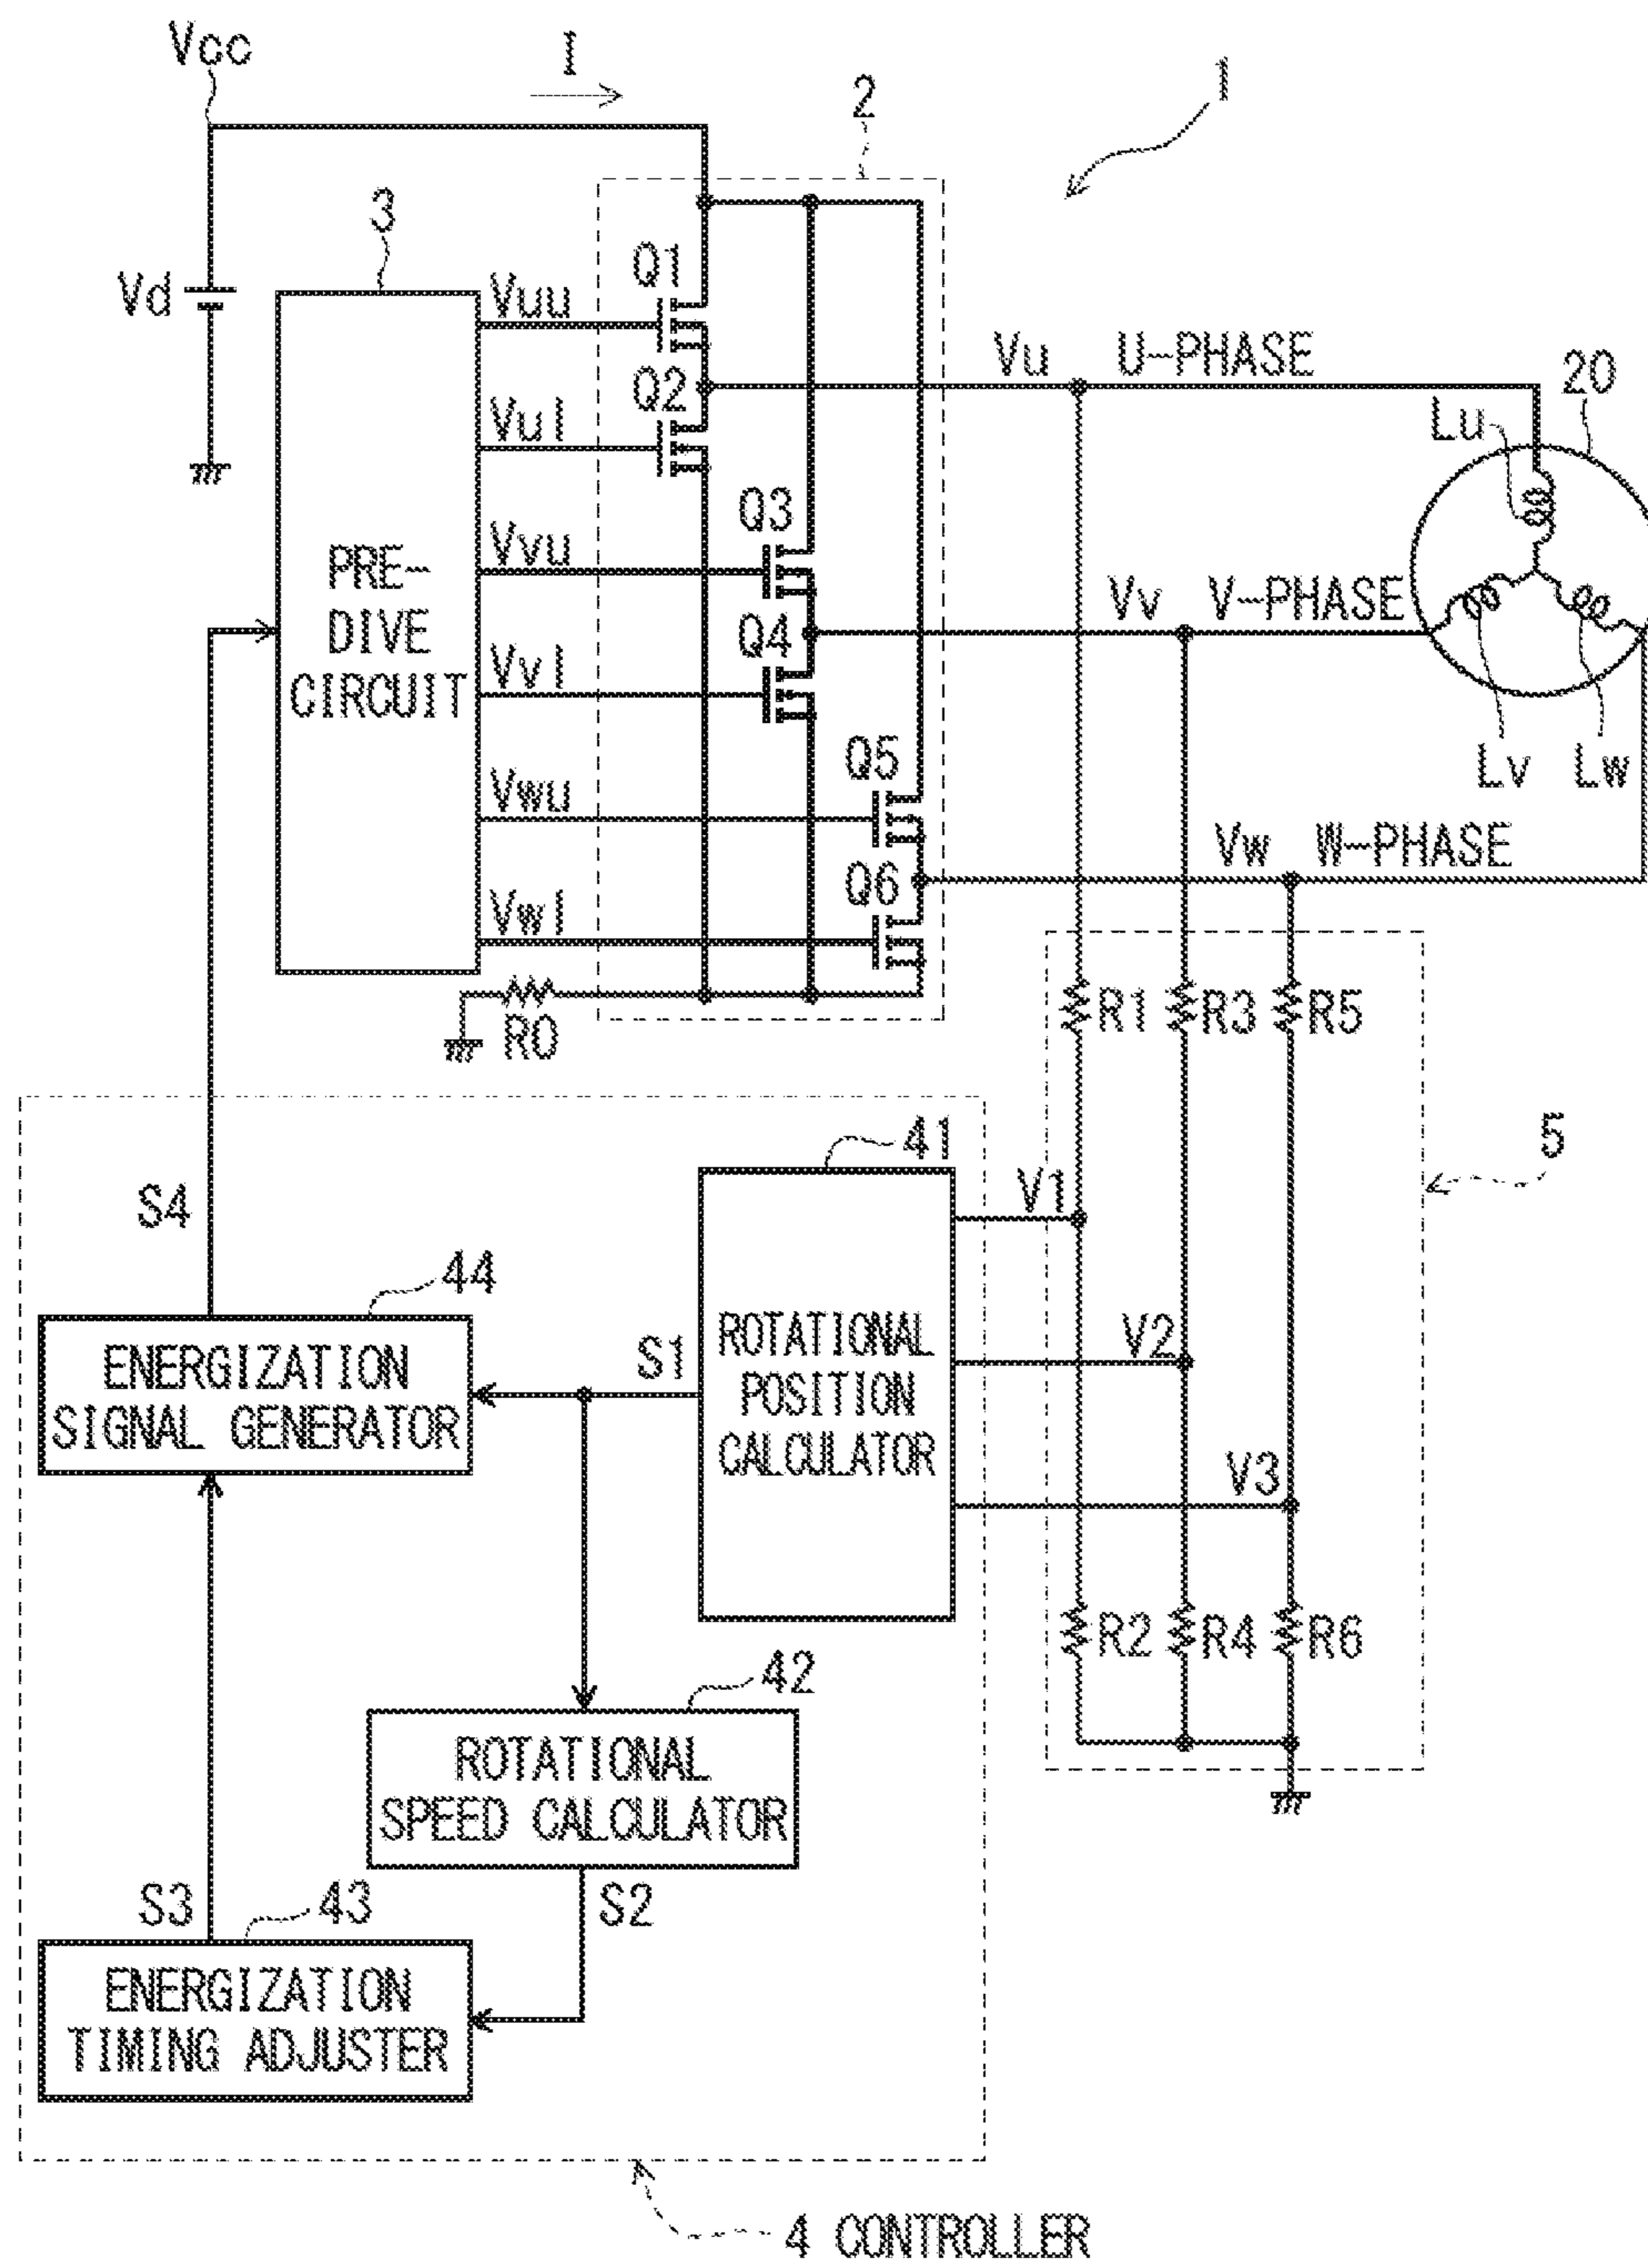 Vcc
I
1
2
3
Vd
Q1
Vuu
Vu
U-PHASE
20
Q2
Lu
Vul
Q3
Vvu
PRE-
DIVE
CIRCUIT
Vv
V-PHASE
Q4
Vvl
Q5
Lv
Lw
Vwu
Vw
W-PHASE
Q6
Vwl
R0
R1
R3
R5
41
5
V1
S4
44
ENERGIZATION
SIGNAL GENERATOR
S1
ROTATIONAL
POSITION
CALCULATOR
V2
V3
R2
R4
R6
42
ROTATIONAL
SPEED CALCULATOR
S3
43
S2
ENERGIZATION
TIMING ADJUSTER
4 CONTROLLER